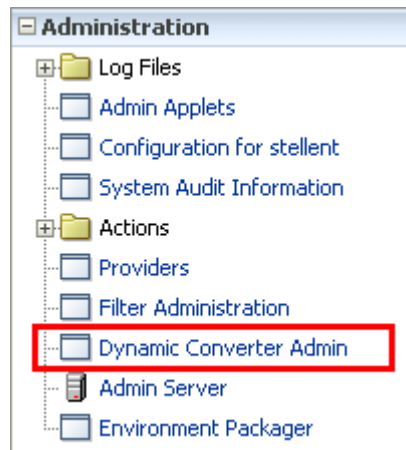 Administration
Log Files
Admin Applets
Configuration for stellent
System Audit Information
Actions
Providers
Filter Administration
Dynamic Converter Admin
Admin Server
Environment Packager